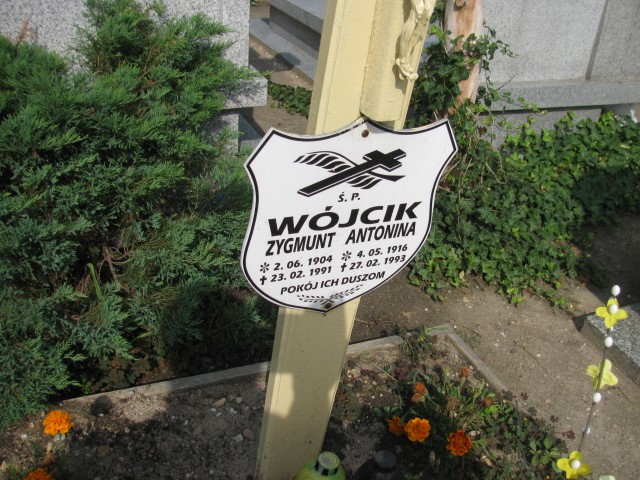 Ś. P.
WÓJCIK
ZYGMUNT ANTONINA
* 2.06.1904 * 4.05.1916
✝ 23.02.1991 ✝ 27.02.1993
POKÓJ ICH DUSZOM